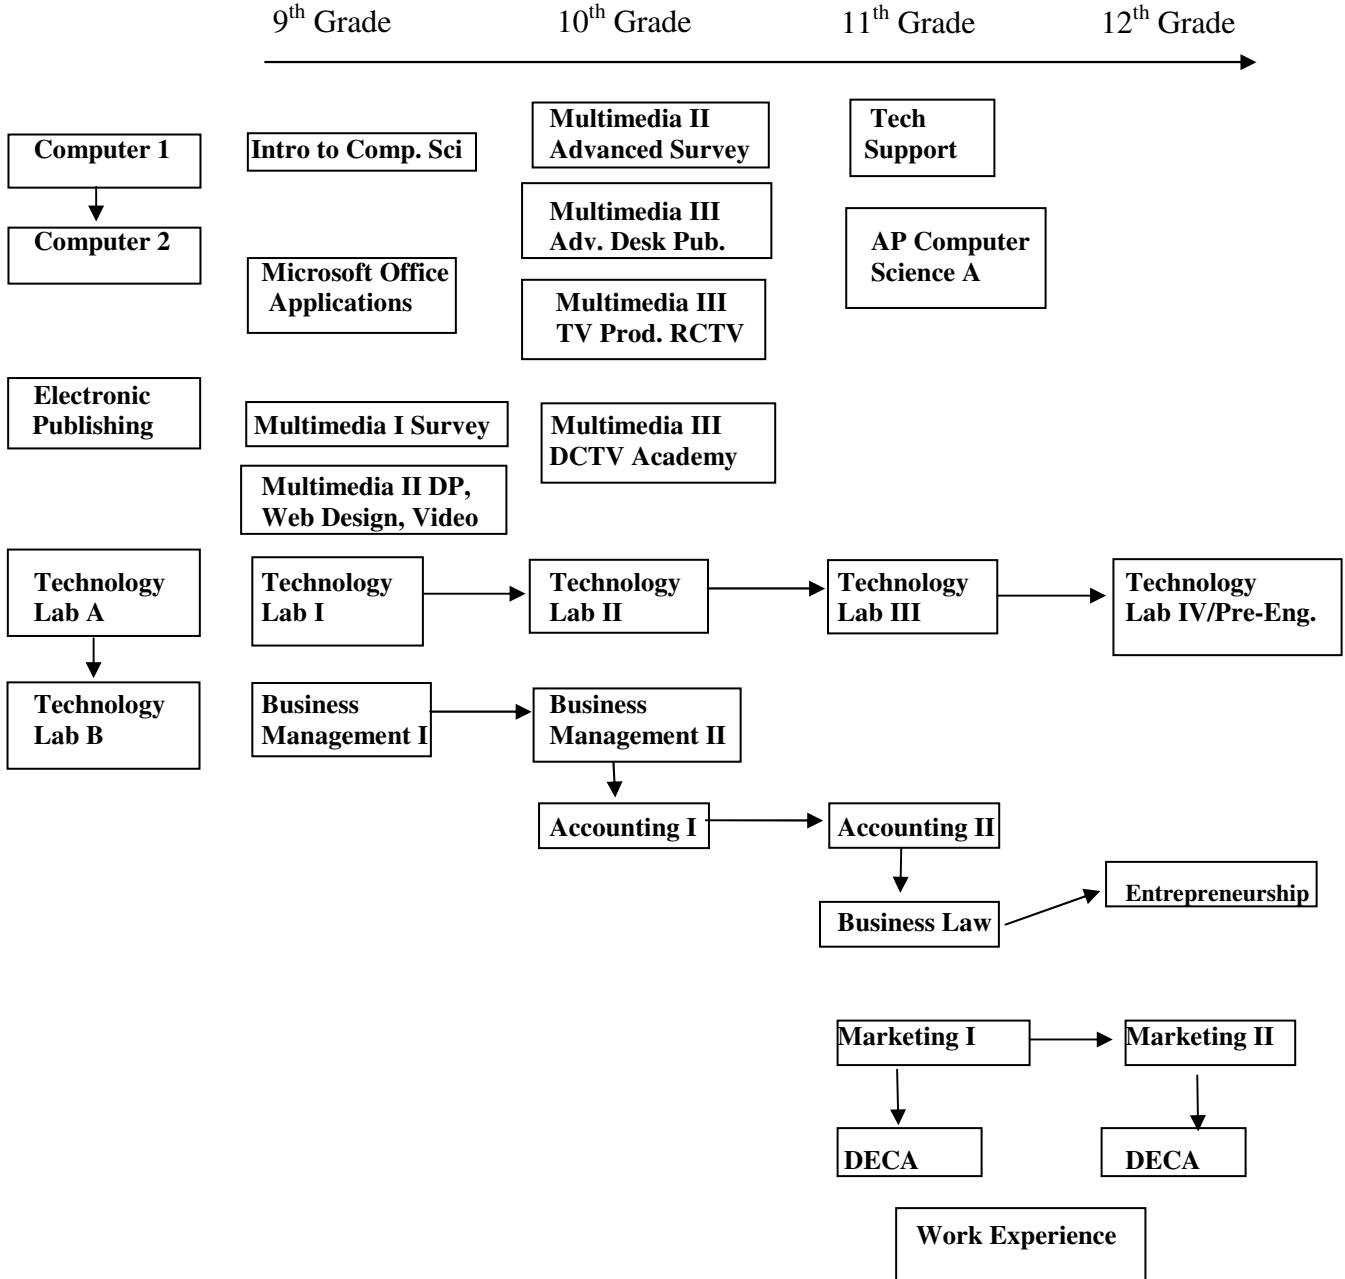 9th Grade
10th Grade
11th Grade
12th Grade
Computer 1
Intro to Comp. Sci
Multimedia II
Advanced Survey
Tech
Support
Computer 2
Microsoft Office
Applications
Multimedia III
Adv. Desk Pub.
AP Computer
Science A
Multimedia III
TV Prod. RCTV
Electronic
Publishing
Multimedia I Survey
Multimedia III
DCTV Academy
Multimedia II DP,
Web Design, Video
Technology
Lab A
Technology
Lab I
Technology
Lab II
Technology
Lab III
Technology
Lab IV/Pre-Eng.
Technology
Lab B
Business
Management I
Business
Management II
Accounting I
Accounting II
Business Law
Entrepreneurship
Marketing I
Marketing II
DECA
DECA
Work Experience